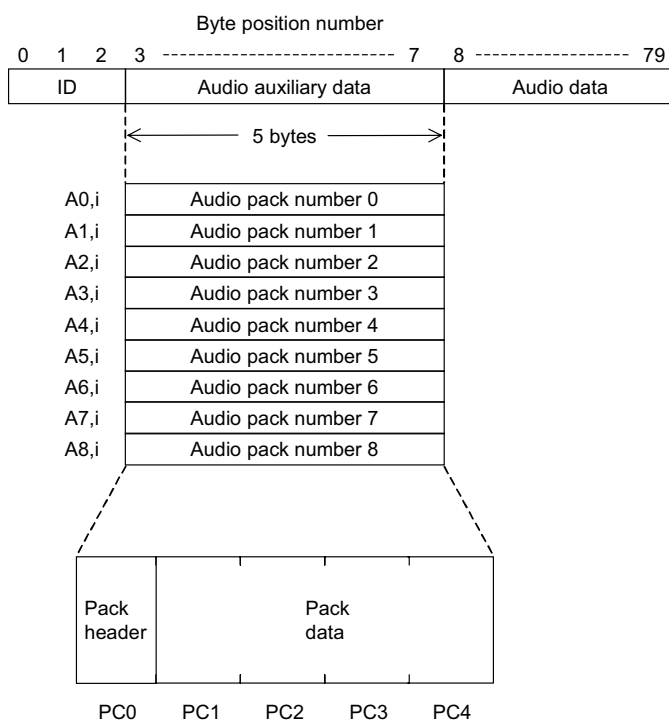 Byte position number
0 1 2 3 7 8 79
ID Audio auxiliary data Audio data
5 bytes
A0,i Audio pack number 0
A1,i Audio pack number 1
A2,i Audio pack number 2
A3,i Audio pack number 3
A4,i Audio pack number 4
A5,i Audio pack number 5
A6,i Audio pack number 6
A7,i Audio pack number 7
A8,i Audio pack number 8
Pack Pack
header data
PC0 PC1 PC2 PC3 PC4